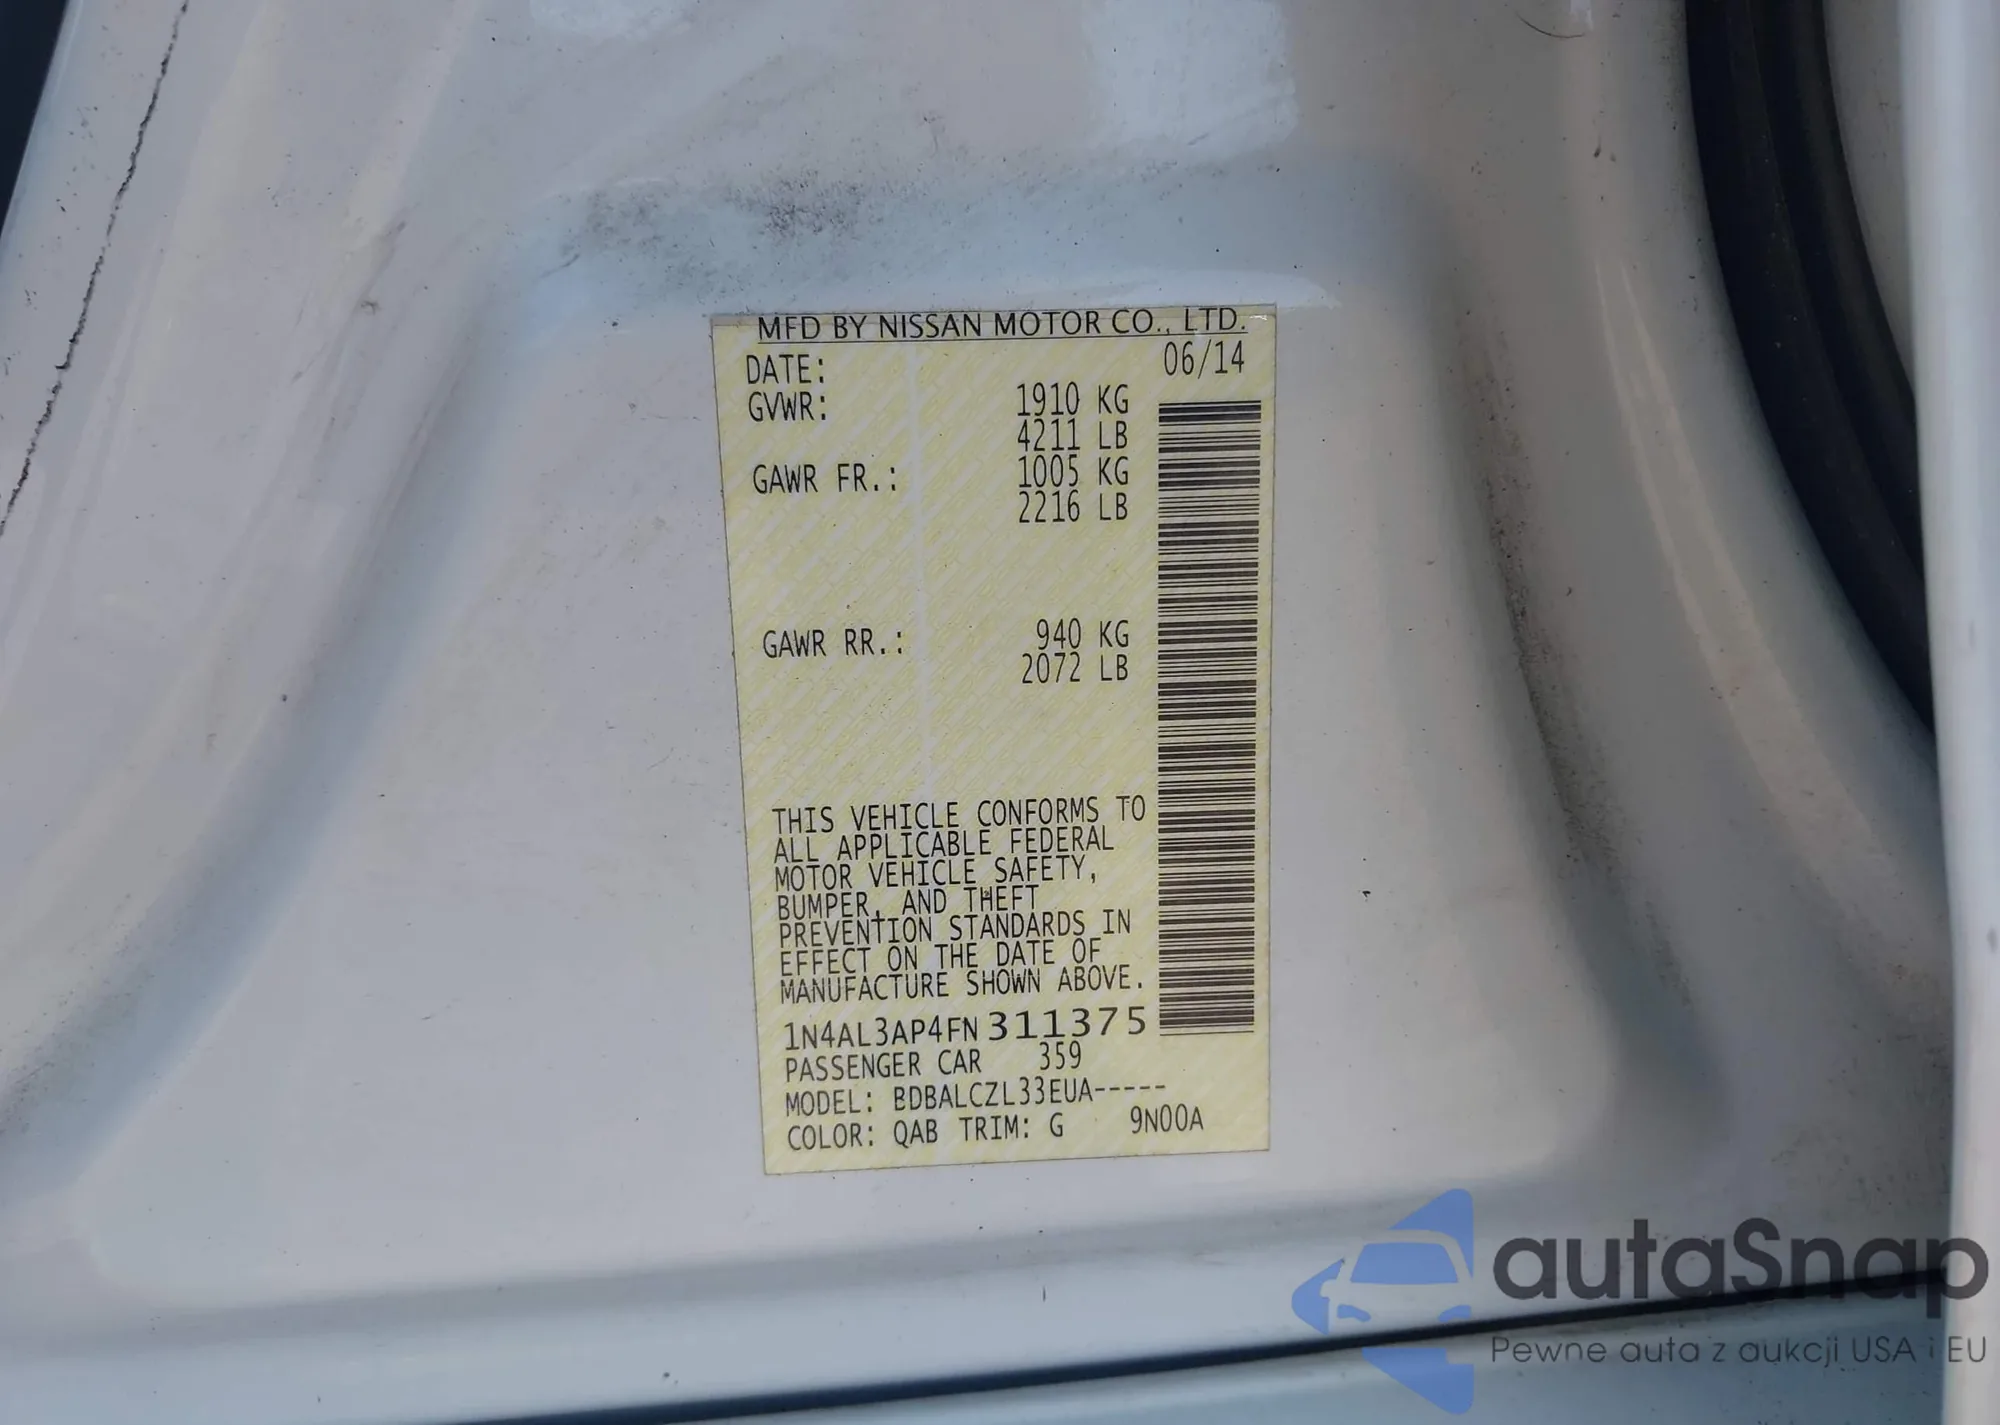 MFD BY NISSAN MOTOR CO., LTD.
DATE: 06/14
GVWR: 1910 KG
4211 LB
GAWR FR.: 1005 KG
2216 LB
GAWR RR.: 940 KG
2072 LB
THIS VEHICLE CONFORMS TO
ALL APPLICABLE FEDERAL
MOTOR VEHICLE SAFETY,
BUMPER, AND THEFT
PREVENTION STANDARDS IN
EFFECT ON THE DATE OF
MANUFACTURE SHOWN ABOVE.
1N4AL3AP4FN 311375
PASSENGER CAR 359
MODEL: BDBALCZL33EUA-----
COLOR: QAB TRIM: G 9N00A
autaSnap
Pewne auta z aukcji USA i EU